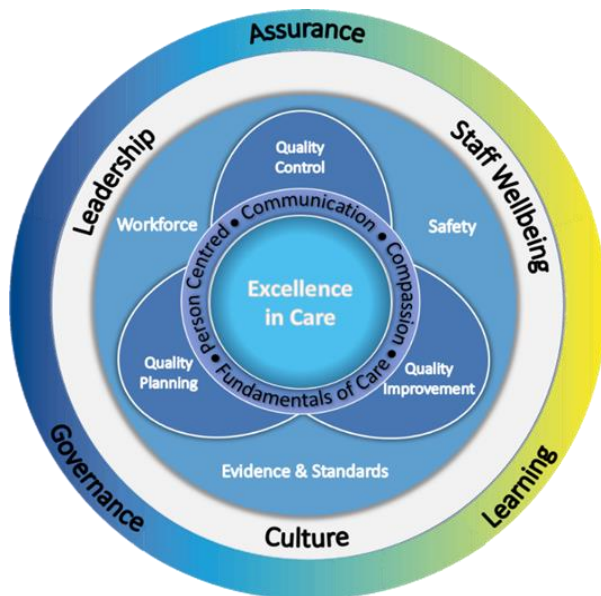 Assurance
Leadership
Staff Wellbeing
Quality
Control
Workforce
Safety
Person Centred • Communication • Compassion • Fundamentals of Care •
Excellence
in Care
Quality
Planning
Quality
Improvement
Evidence & Standards
Governance
Culture
Learning